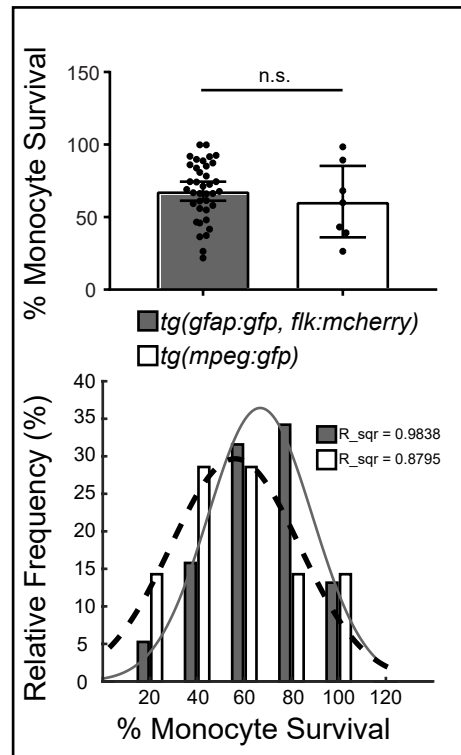 n.s.
% Monocyte Survival
150
100
50
0
tg(gfap:gfp, flk:mcherry)
tg(mpeg:gfp)
Relative Frequency (%)
40
35
30
25
20
15
10
5
0
R_sqr = 0.9838
R_sqr = 0.8795
20 40 60 80 100 120
% Monocyte Survival